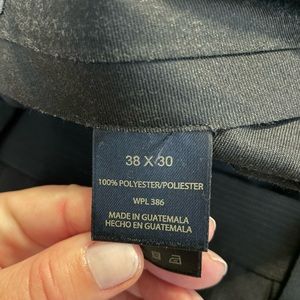 38 X 30
100% POLYESTER/POLIESTER
WPL 386
MADE IN GUATEMALA
HECHO EN GUATEMALA